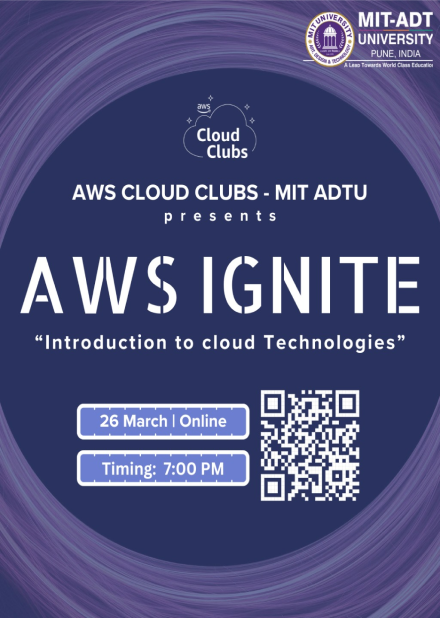 MIT-ADT
UNIVERSITY
PUNE, INDIA
A Leap Towards World Class Education
aws
Cloud
Clubs
AWS CLOUD CLUBS - MIT ADTU
presents
AWS IGNITE
“Introduction to cloud Technologies”
26 March | Online
Timing: 7:00 PM